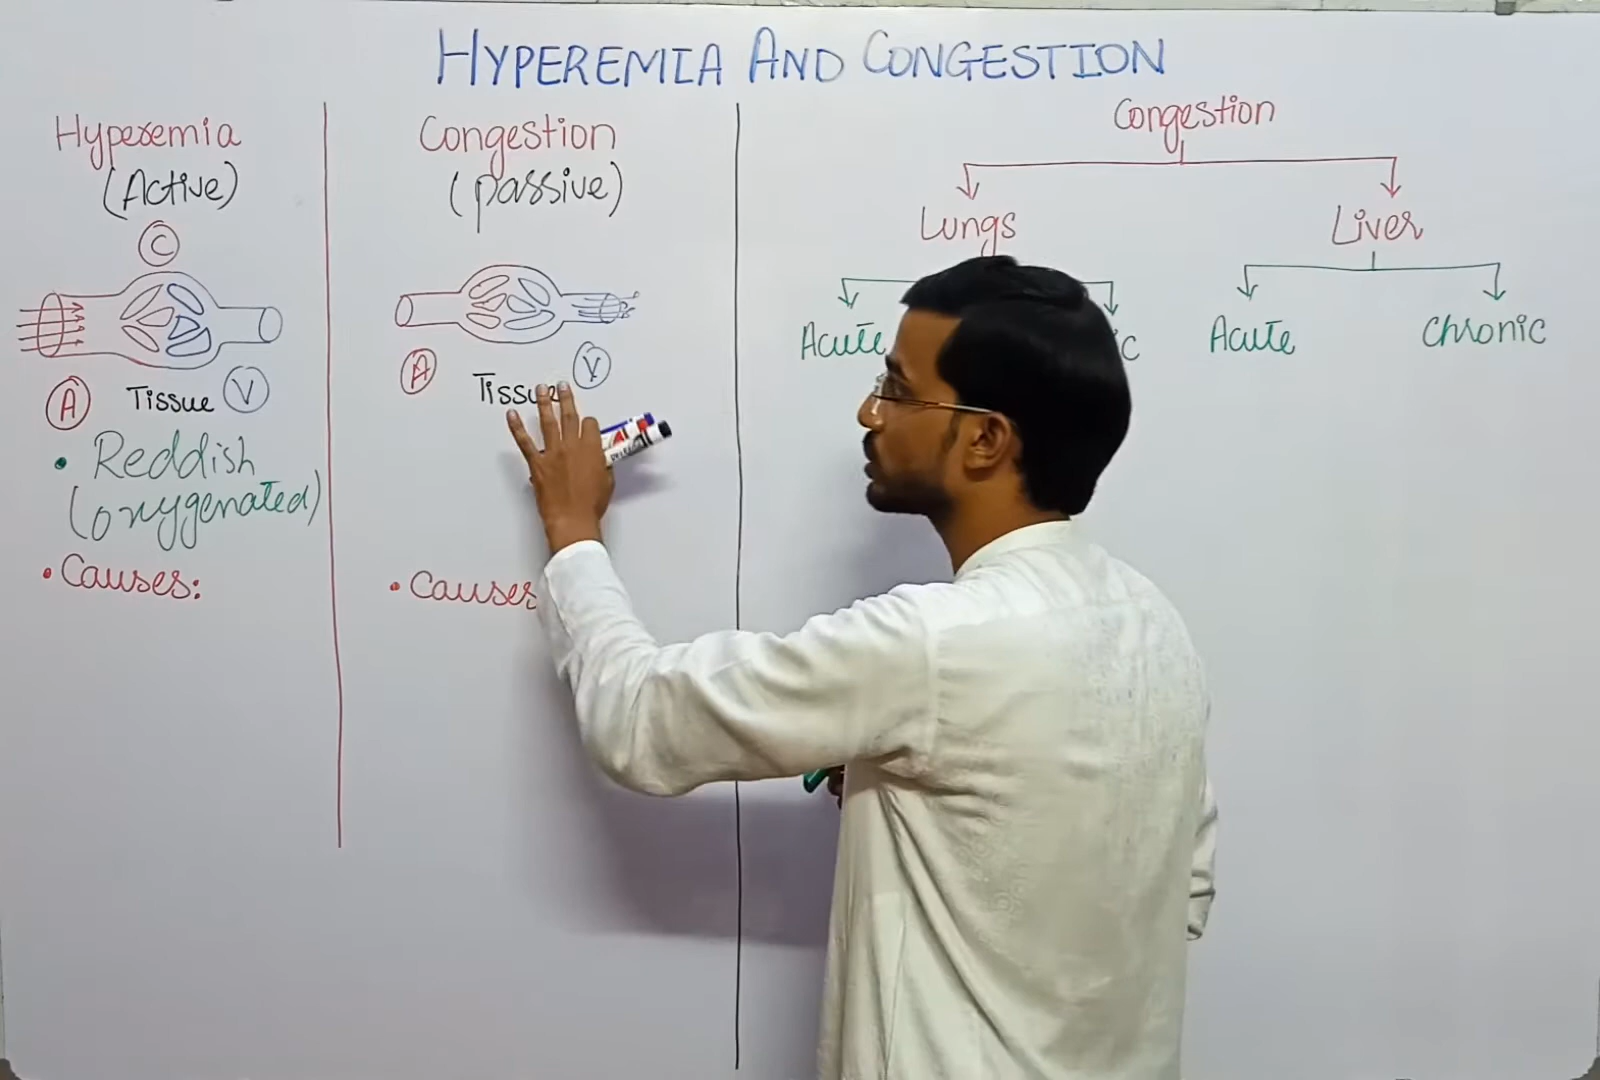 HYPEREMIA AND CONGESTION
Hyperemia
(Active)
C
A
Tissue
V
• Reddish
(oxygenated)
• Causes:
Congestion
(passive)
A
Tissue
V
• Causes
Congestion
Lungs
Liver
Acute
c
Acute
Chronic